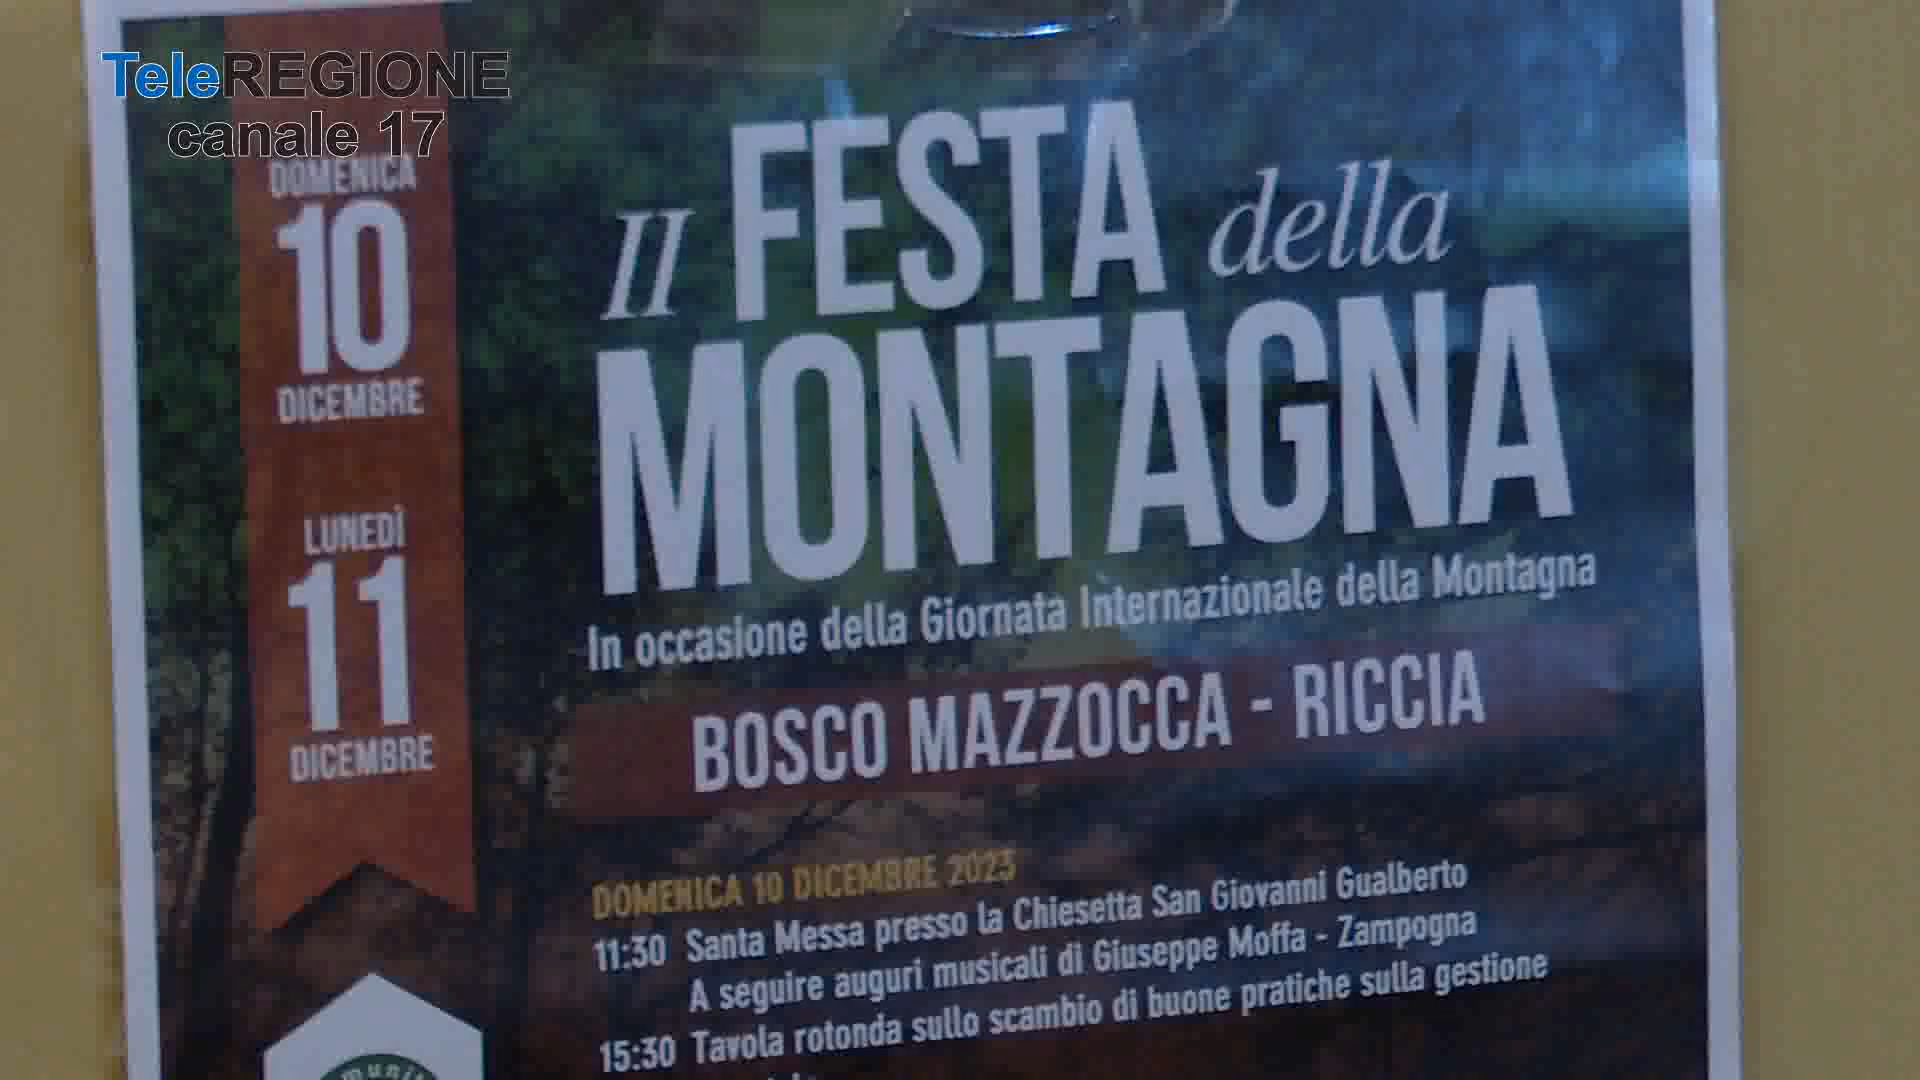 TeleREGIONE
canale 17
DOMENICA
10
DICEMBRE
LUNEDÌ
11
DICEMBRE
II FESTA della
MONTAGNA
In occasione della Giornata Internazionale della Montagna
BOSCO MAZZOCCA - RICCIA
DOMENICA 10 DICEMBRE 2023
11:30 Santa Messa presso la Chiesetta San Giovanni Gualberto
A seguire auguri musicali di Giuseppe Moffa - Zampogna
15:30 Tavola rotonda sullo scambio di buone pratiche sulla gestione